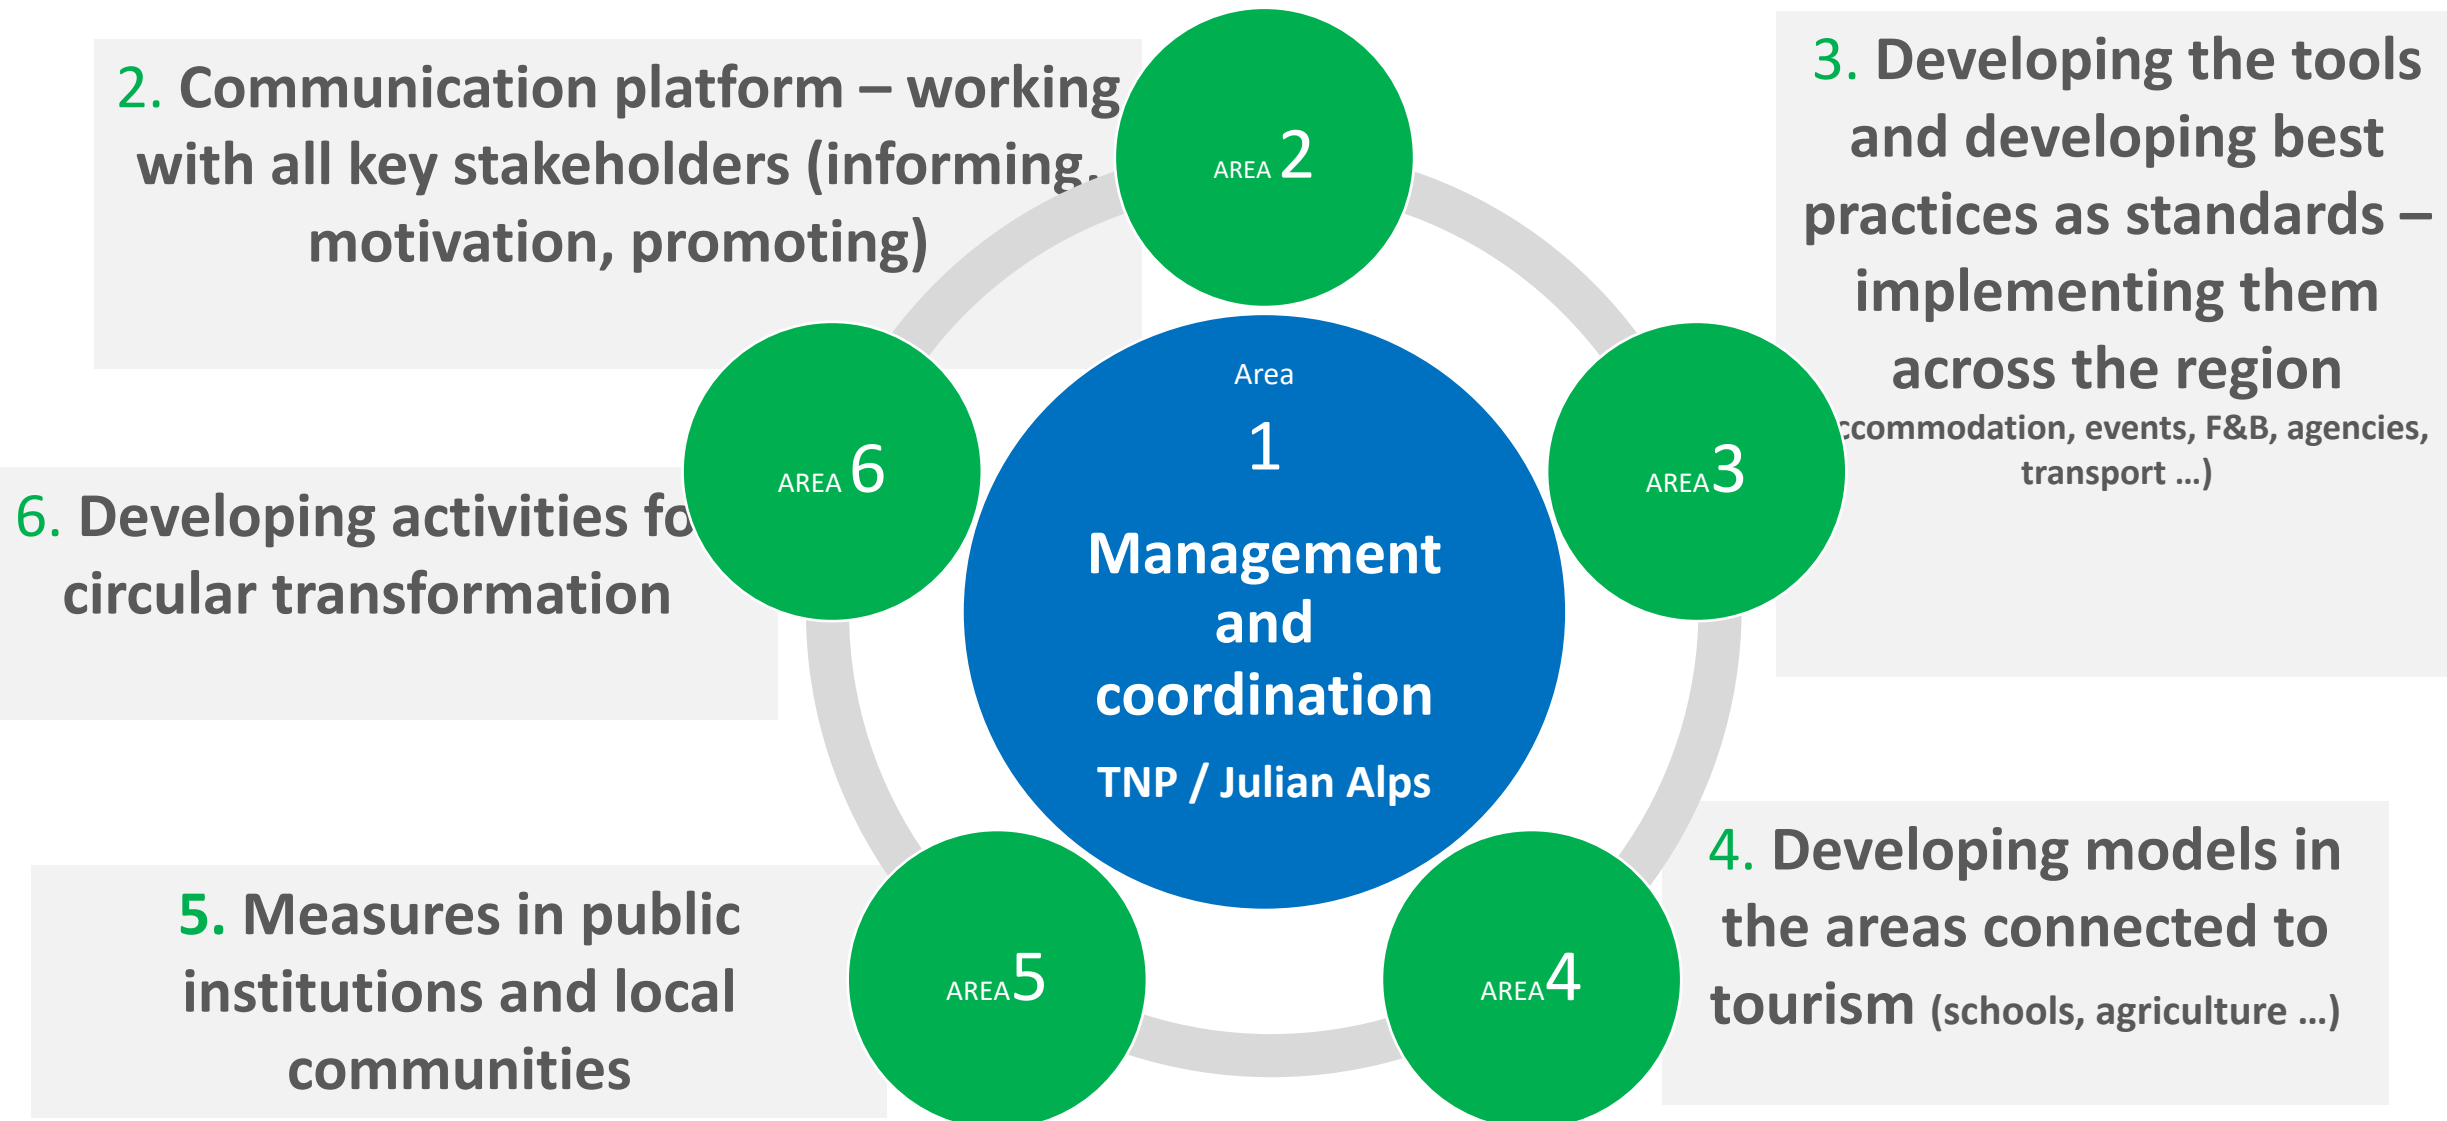 2. Communication platform – working
with all key stakeholders (informing,
motivation, promoting)
AREA 2
3. Developing the tools
and developing best
practices as standards –
implementing them
across the region
ccommodation, events, F&B, agencies,
transport ...)
AREA 6
Area
1
Management
and
coordination
TNP / Julian Alps
AREA 3
6. Developing activities fo
circular transformation
5. Measures in public
institutions and local
communities
AREA 5
AREA 4
4. Developing models in
the areas connected to
tourism (schools, agriculture ...)